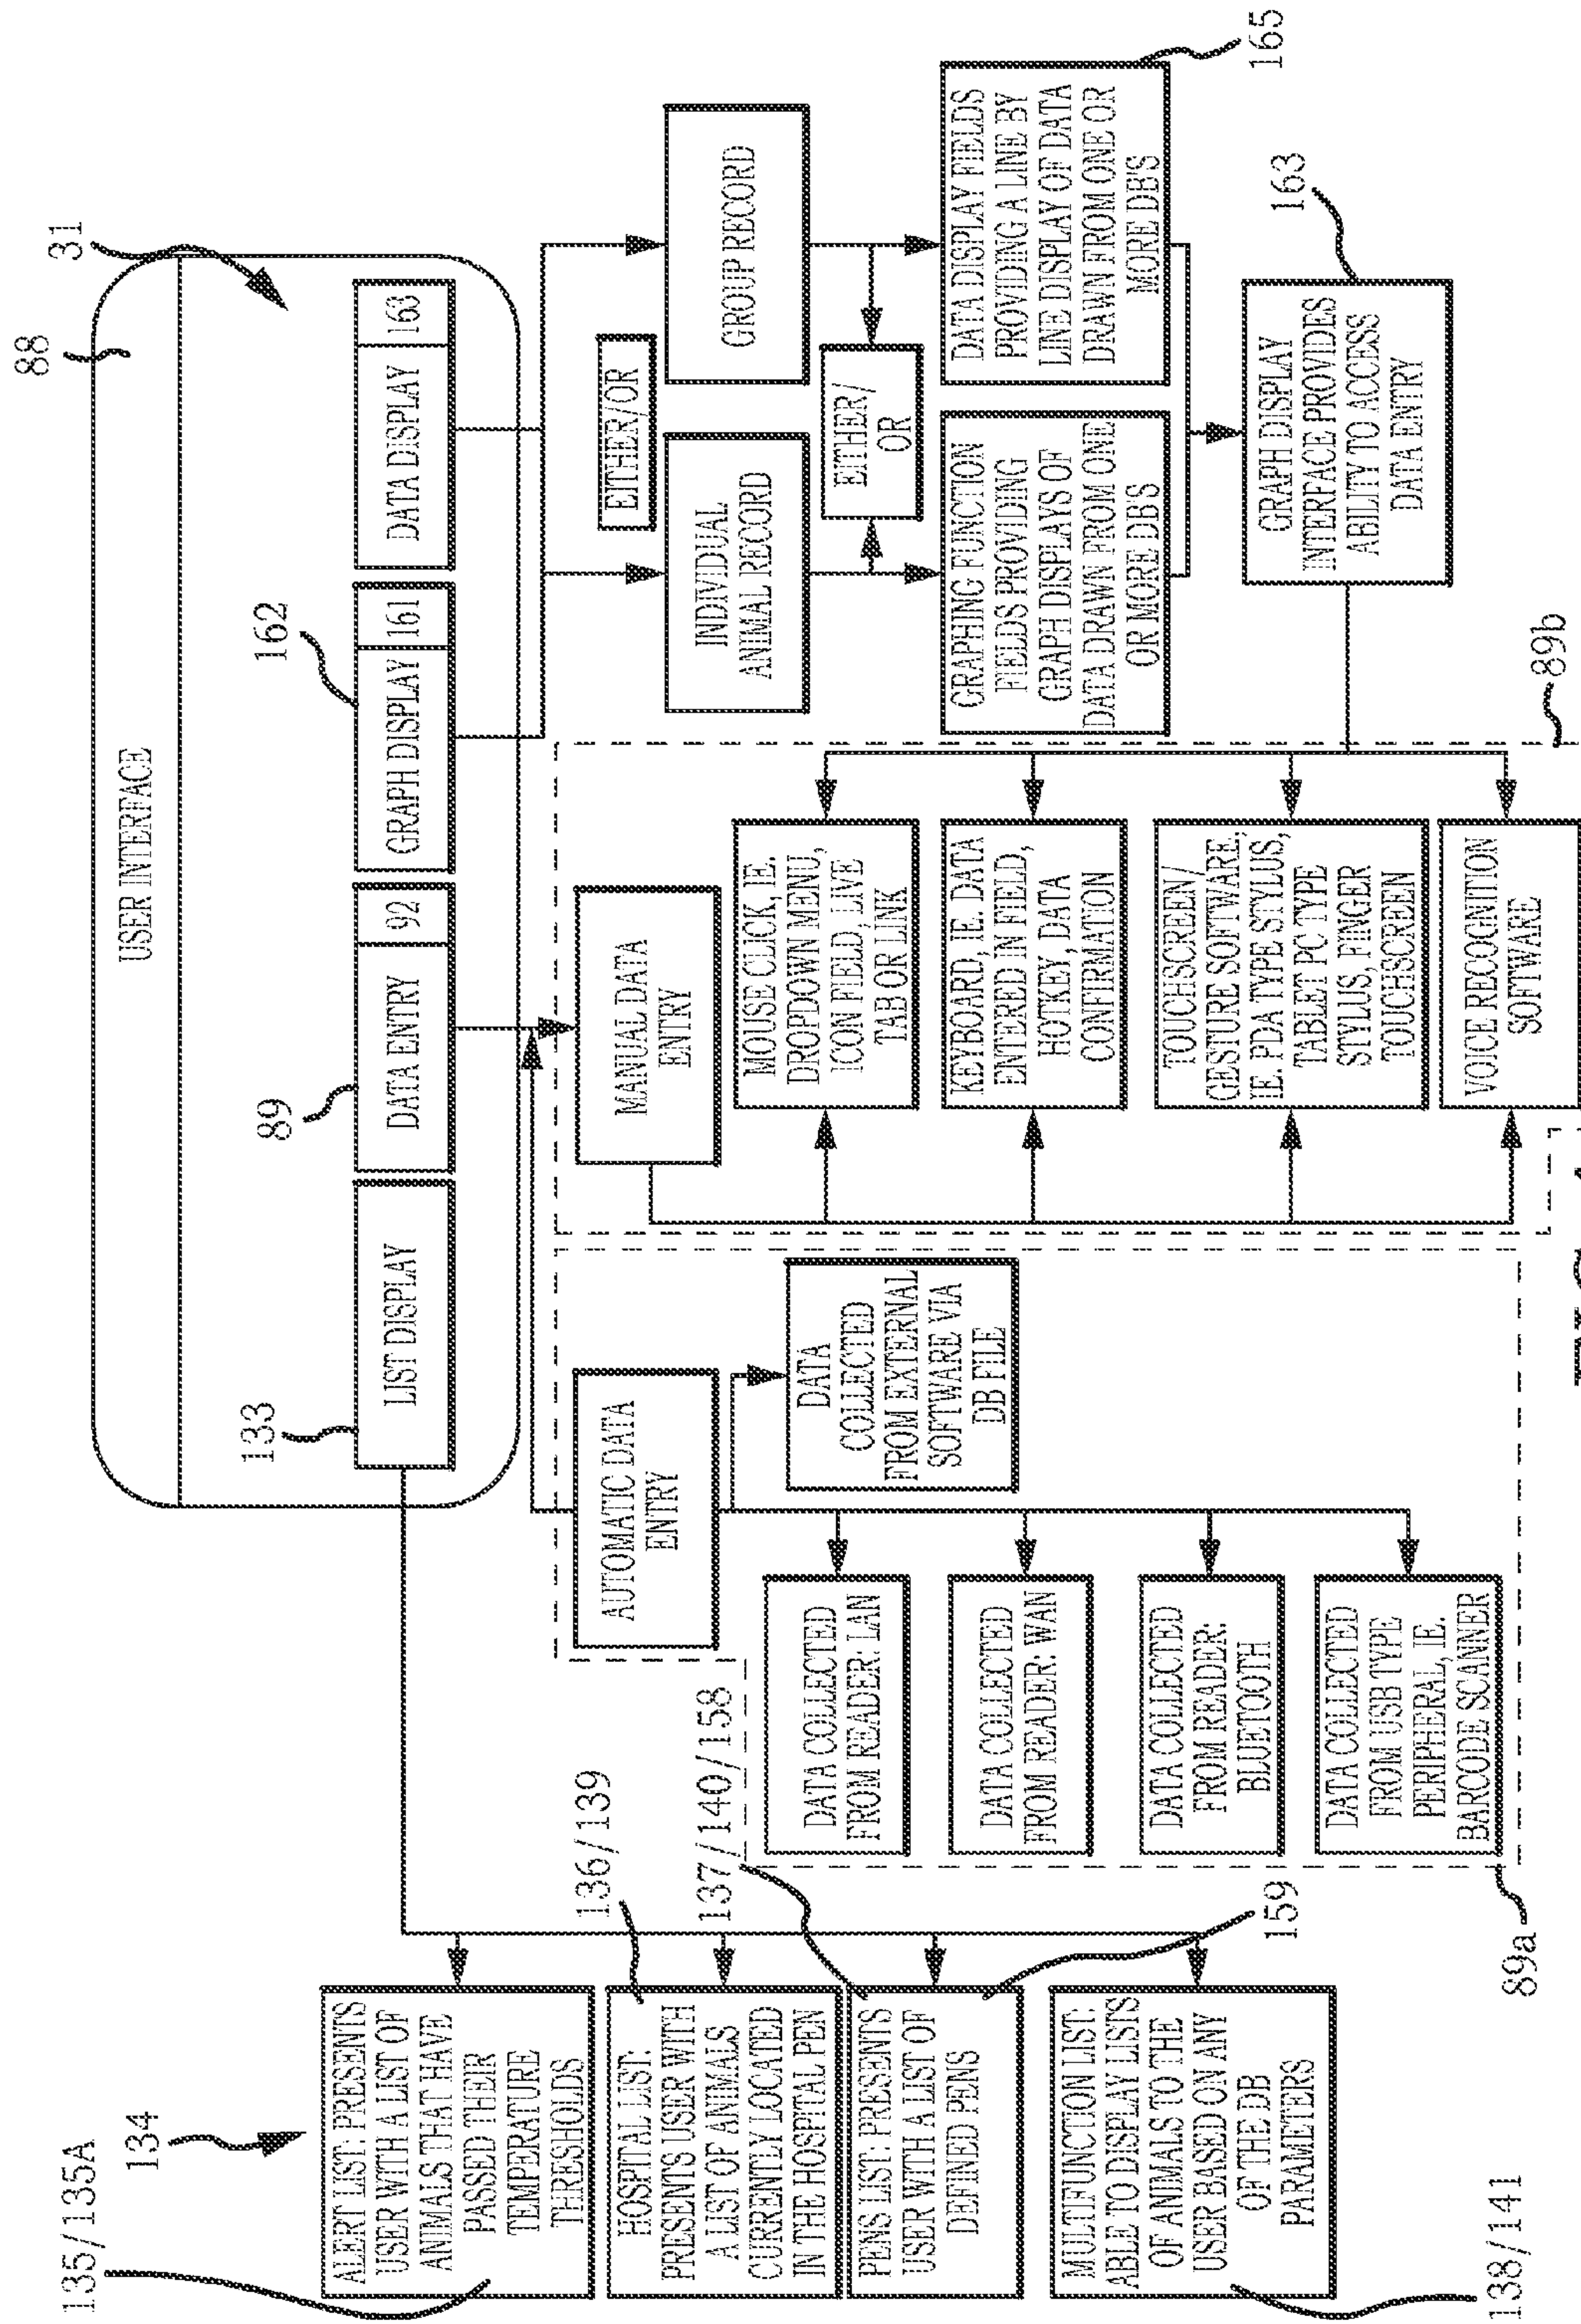 88
31
USER INTERFACE
133
LIST DISPLAY
89
DATA ENTRY
92
162
GRAPH DISPLAY
161
DATA DISPLAY
163
135/135A
134
ALERT LIST: PRESENTS
USER WITH A LIST OF
ANIMALS THAT HAVE
PASSED THEIR
TEMPERATURE
THRESHOLDS
136/139
HOSPITAL LIST:
PRESENTS USER WITH
A LIST OF ANIMALS
CURRENTLY LOCATED
IN THE HOSPITAL PEN
137/140/158
PENS LIST: PRESENTS
USER WITH A LIST OF
DEFINED PENS
159
MULTIFUNCTION LIST:
ABLE TO DISPLAY LISTS
OF ANIMALS TO THE
USER BASED ON ANY
OF THE DB
PARAMETERS
138/141
AUTOMATIC DATA
ENTRY
DATA
COLLECTED
FROM EXTERNAL
SOFTWARE VIA
DB FILE
DATA COLLECTED
FROM READER: LAN
DATA COLLECTED
FROM READER: WAN
DATA COLLECTED
FROM READER:
BLUETOOTH
DATA COLLECTED
FROM USB TYPE
PERIPHERAL, IE.
BARCODE SCANNER
89a
MANUAL DATA
ENTRY
MOUSE CLICK, IE.
DROPDOWN MENU,
ICON FIELD, LIVE
TAB OR LINK
KEYBOARD, IE. DATA
ENTERED IN FIELD,
HOTKEY, DATA
CONFIRMATION
TOUCHSCREEN/
GESTURE SOFTWARE,
IE. PDA TYPE STYLUS,
TABLET PC TYPE
STYLUS, FINGER
TOUCHSCREEN
VOICE RECOGNITION
SOFTWARE
89b
EITHER/OR
INDIVIDUAL
ANIMAL RECORD
GROUP RECORD
EITHER/
OR
GRAPHING FUNCTION
FIELDS PROVIDING
GRAPH DISPLAYS OF
DATA DRAWN FROM ONE
OR MORE DB'S
DATA DISPLAY FIELDS
PROVIDING A LINE BY
LINE DISPLAY OF DATA
DRAWN FROM ONE OR
MORE DB'S
165
GRAPH DISPLAY
INTERFACE PROVIDES
ABILITY TO ACCESS
DATA ENTRY
163